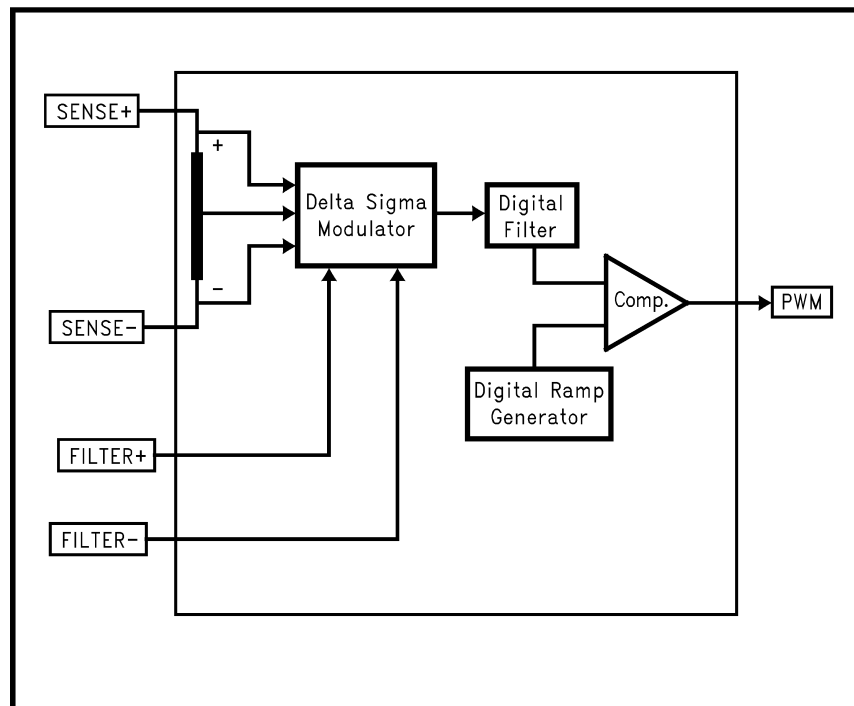 SENSE+
+
Delta Sigma
Modulator
Digital
Filter
−
SENSE−
Comp.
PWM
Digital Ramp
Generator
FILTER+
FILTER−